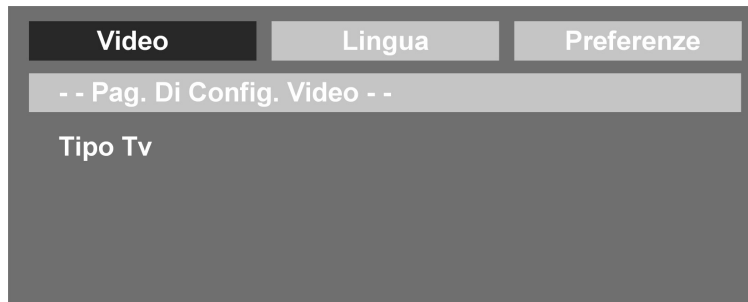 Video Lingua Preferenze
- - Pag. Di Config. Video - -
Tipo Tv